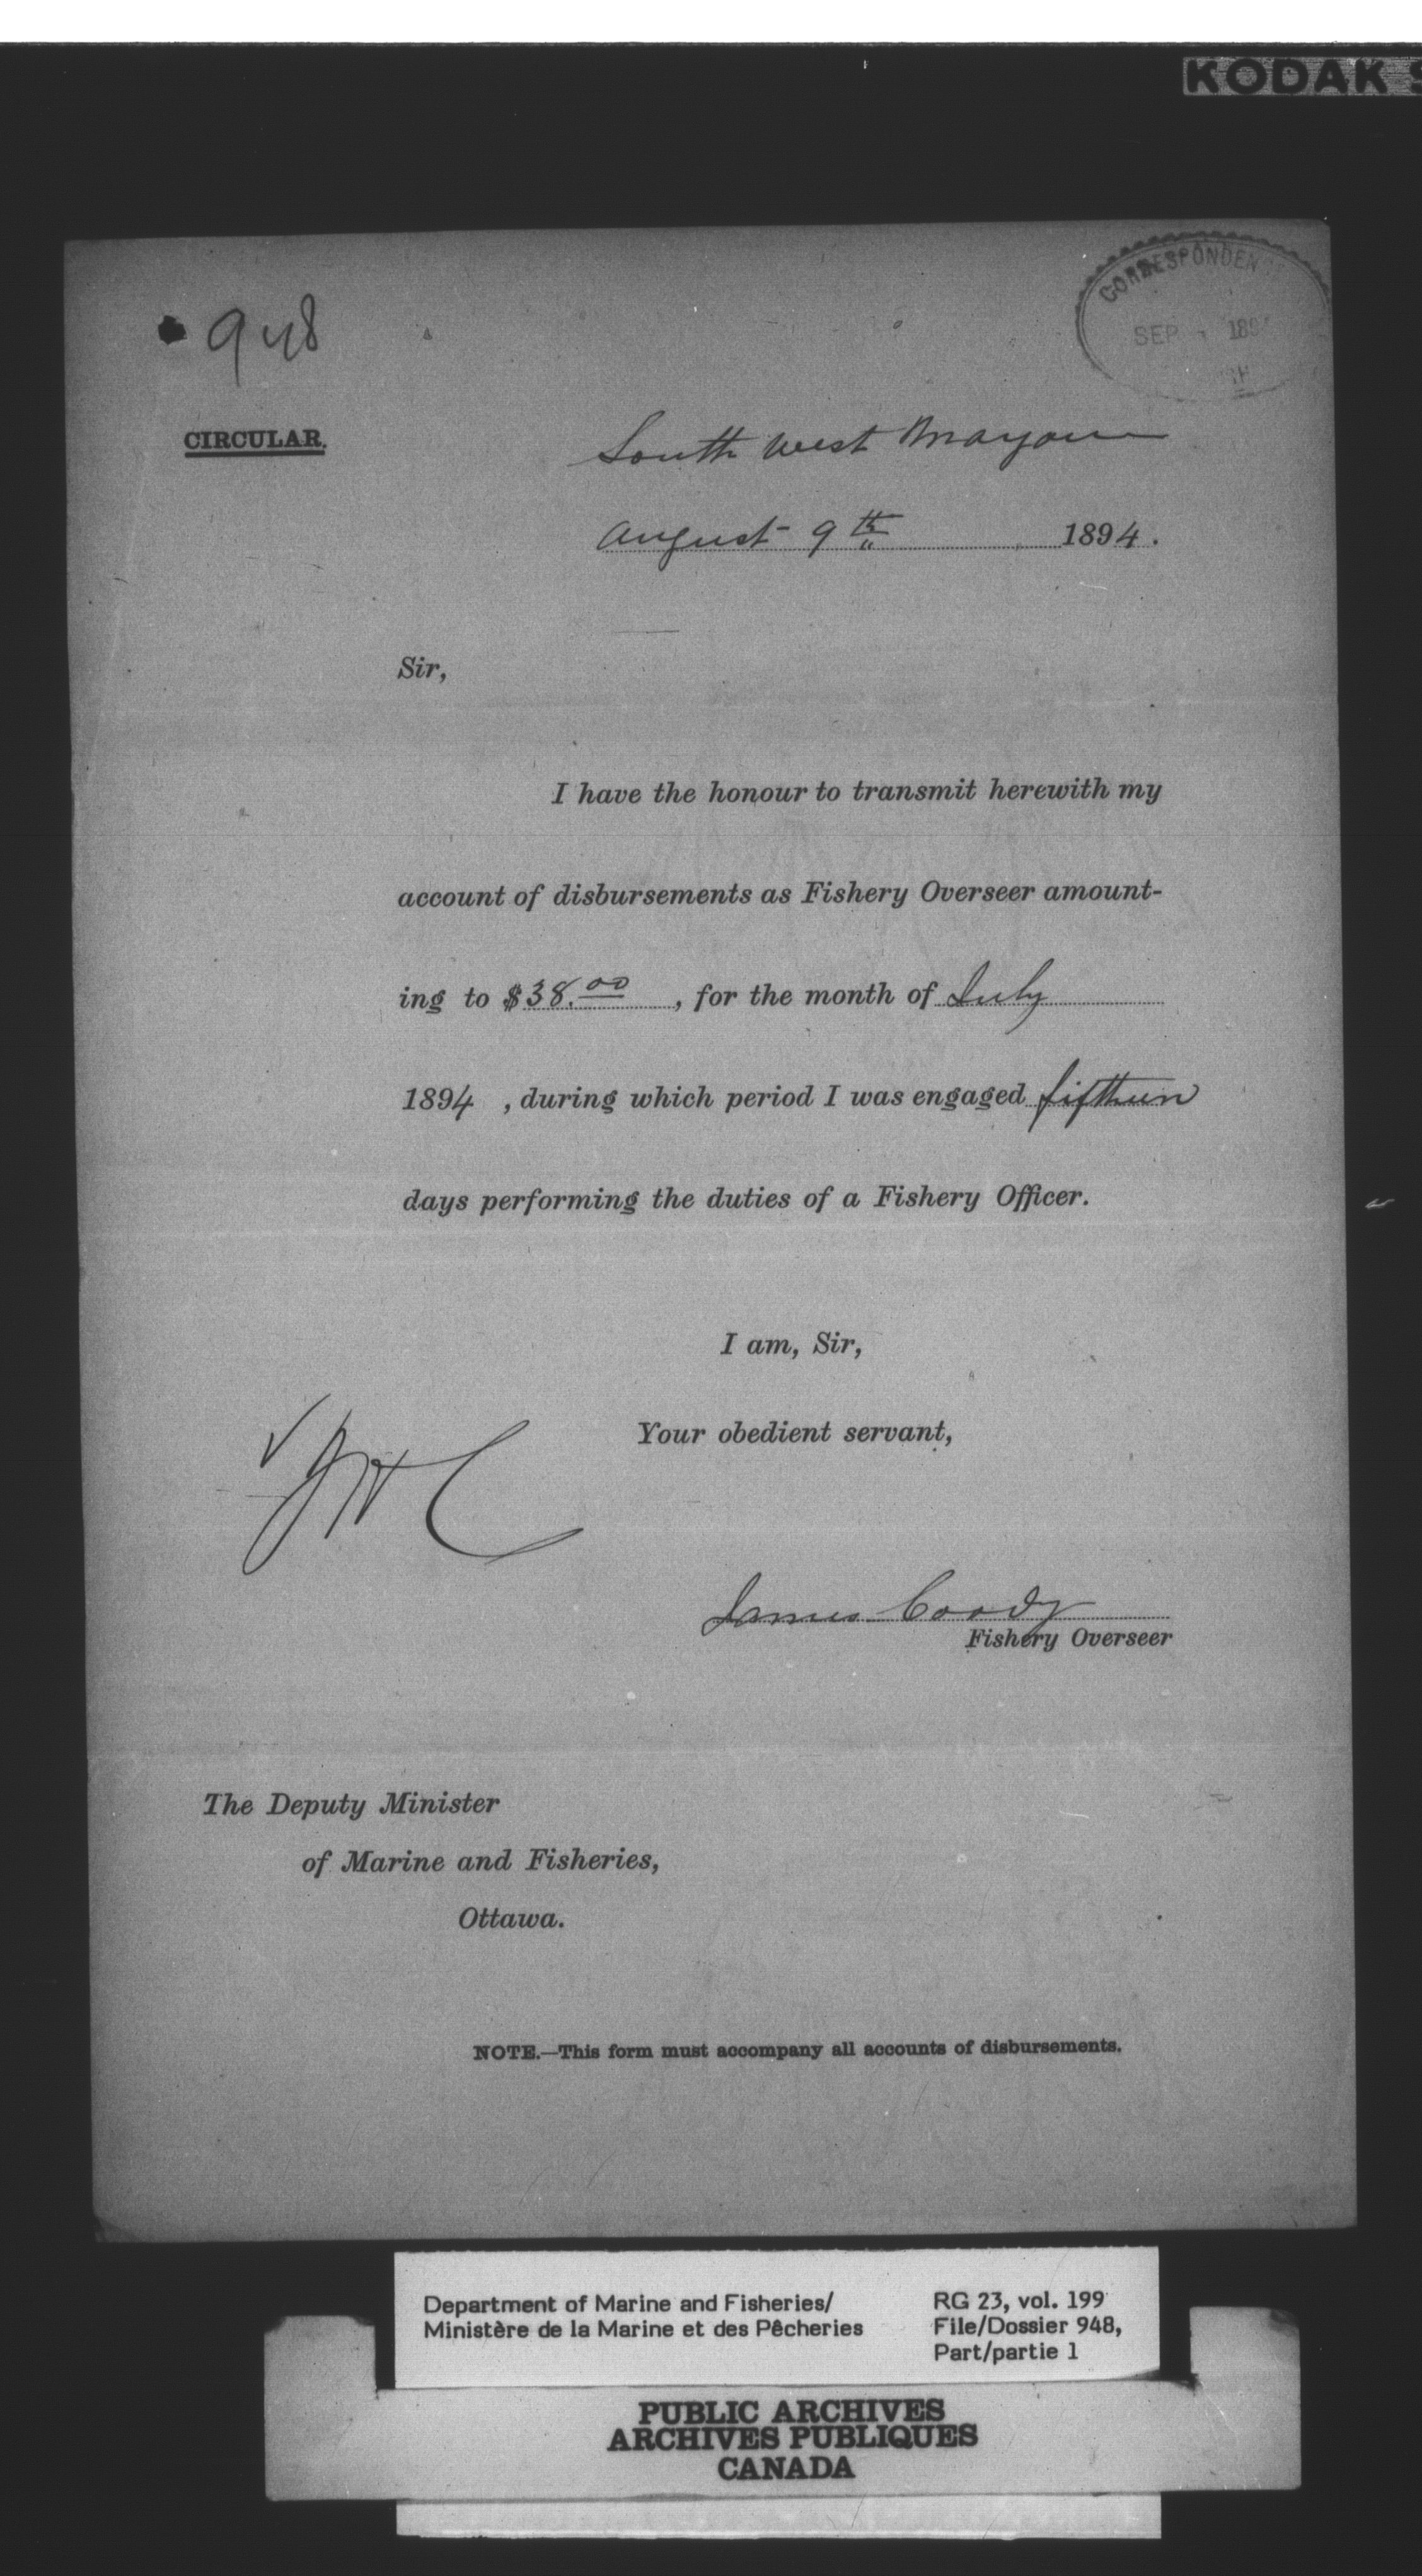 KODAK S
CORRESPONDEN
SEP 189
948
CIRCULAR.
South West
August 9th 1894.
Sir,
I have the honour to transmit herewith my
account of disbursements as Fishery Overseer amount-
ing to $38.00, for the month of July
1894, during which period I was engaged fifteen
days performing the duties of a Fishery Officer.
I am, Sir,
Your obedient servant,
James Coady
Fishery Overseer
The Deputy Minister
of Marine and Fisheries,
Ottawa.
NOTE.—This form must accompany all accounts of disbursements.
Department of Marine and Fisheries/
Ministère de la Marine et des Pêcheries
RG 23, vol. 199
File/Dossier 948,
Part/partie 1
PUBLIC ARCHIVES
ARCHIVES PUBLIQUES
CANADA